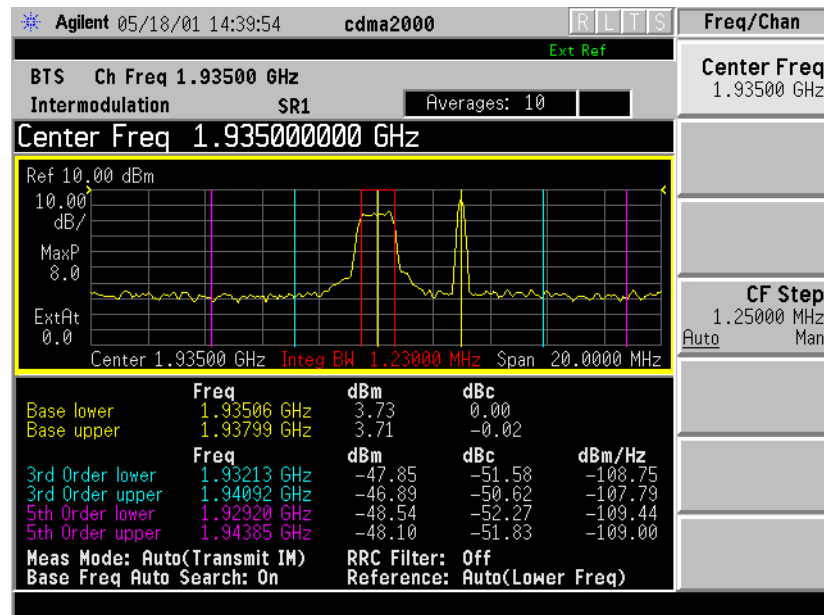 Agilent 05/18/01 14:39:54 cdma2000 R L T S Freq/Chan
Ext Ref
BTS Ch Freq 1.93500 GHz
Intermodulation SR1 Averages: 10
Center Freq 1.935000000 GHz
Center Freq
1.93500 GHz
Ref 10.00 dBm
10.00
dB/
MaxP
8.0
ExtAt
0.0
Center 1.93500 GHz Integ BW 1.23000 MHz Span 20.0000 MHz
CF Step
1.25000 MHz
Auto Man
Freq dBm dBc
Base lower 1.93506 GHz 3.73 0.00
Base upper 1.93799 GHz 3.71 -0.02
Freq dBm dBc dBm/Hz
3rd Order lower 1.93213 GHz -47.85 -51.58 -108.75
3rd Order upper 1.94092 GHz -46.89 -50.62 -107.79
5th Order lower 1.92920 GHz -48.54 -52.27 -109.44
5th Order upper 1.94385 GHz -48.10 -51.83 -109.00
Meas Mode: Auto(Transmit IM) RRC Filter: Off
Base Freq Auto Search: On Reference: Auto(Lower Freq)